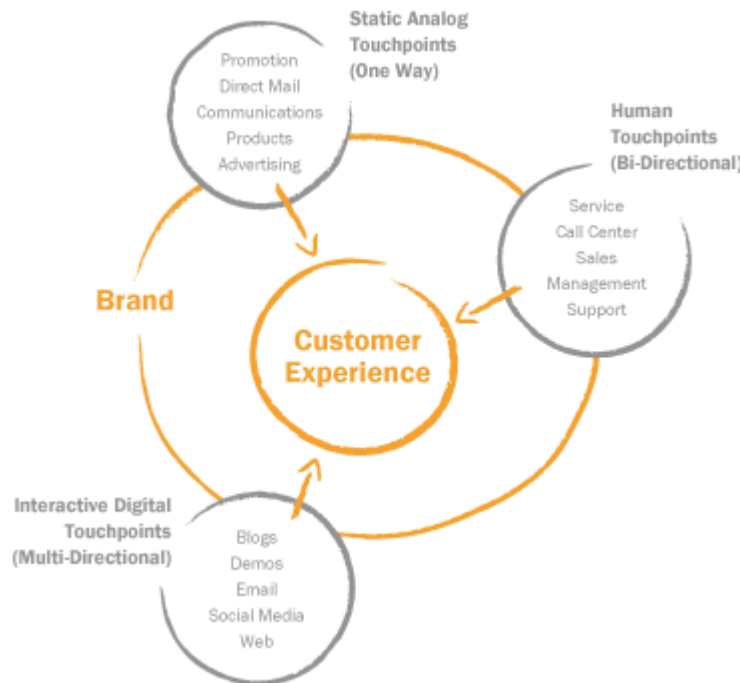 Static Analog
Touchpoints
(One Way)
Promotion
Direct Mail
Communications
Products
Advertising
Human
Touchpoints
(Bi-Directional)
Service
Call Center
Sales
Management
Support
Brand
Customer
Experience
Interactive Digital
Touchpoints
(Multi-Directional)
Blogs
Demos
Email
Social Media
Web